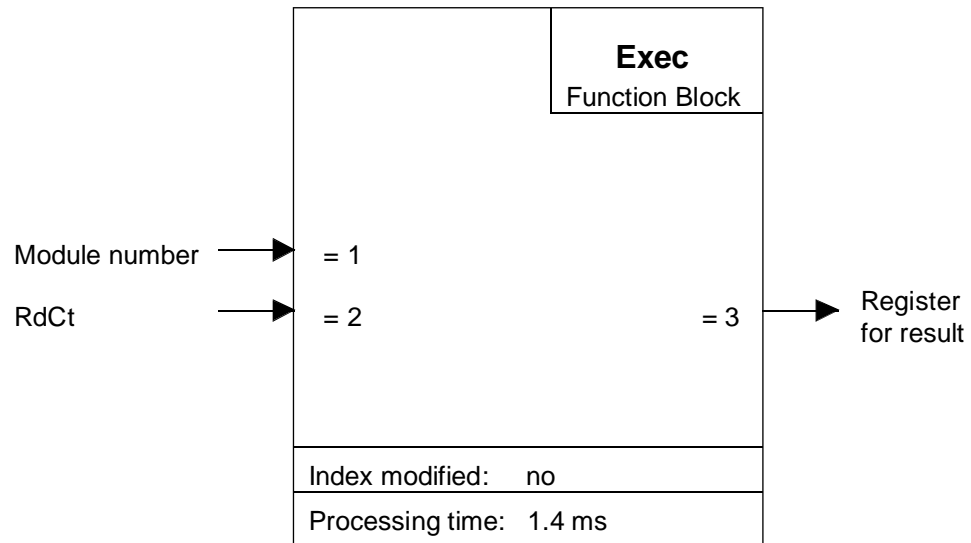 Exec
Function Block
Module number
= 1
RdCt
= 2
= 3
Register
for result
Index modified: no
Processing time: 1.4 ms